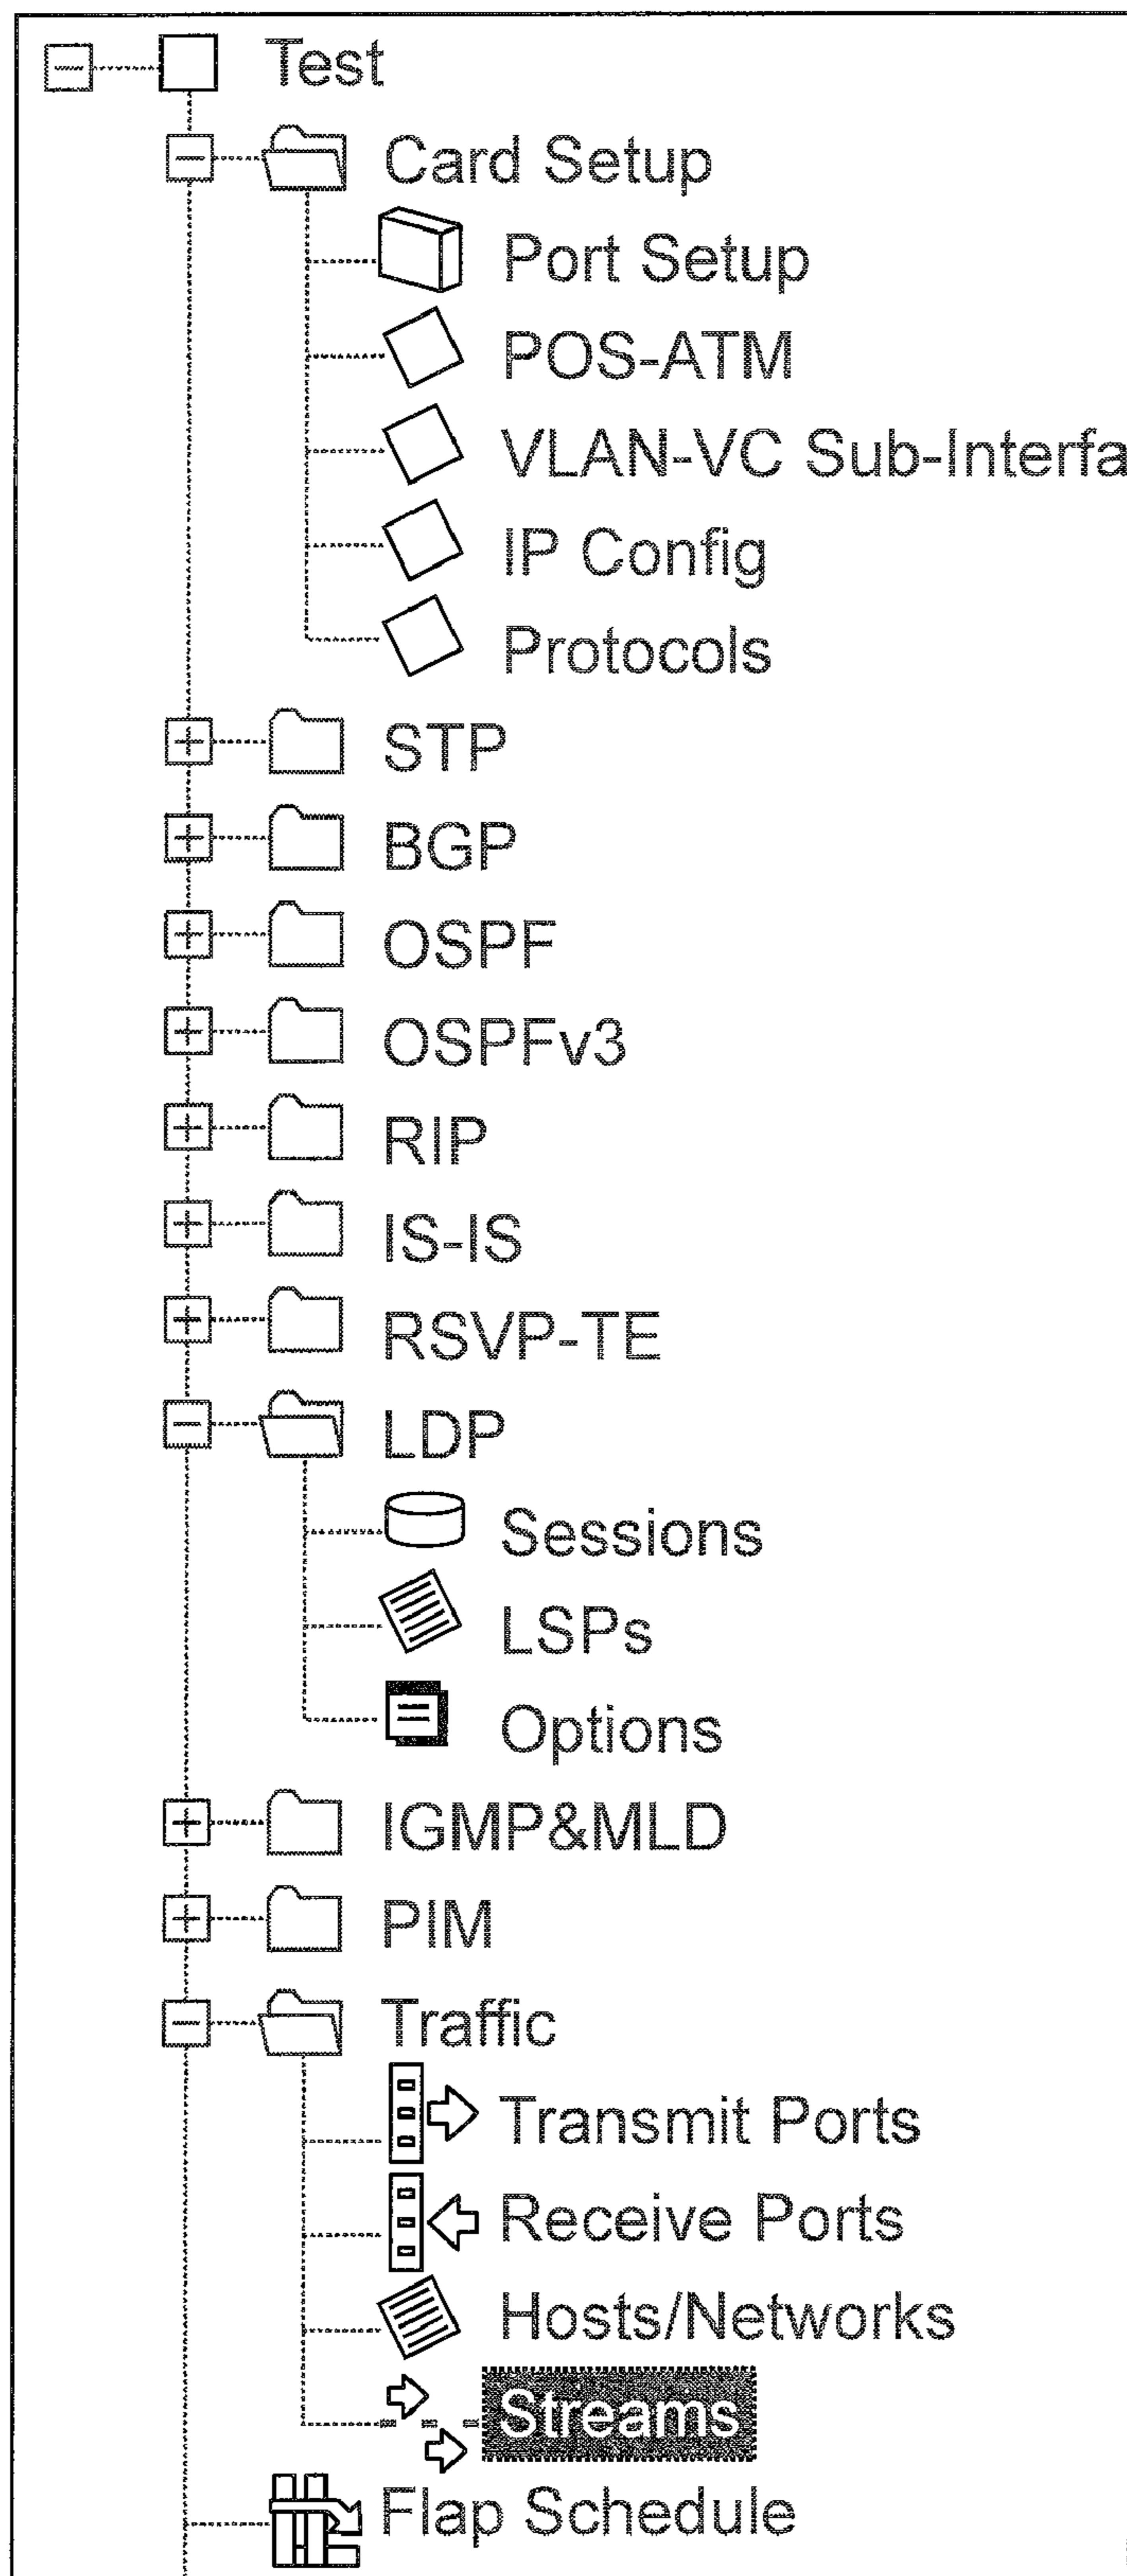 Test
Card Setup
Port Setup
POS-ATM
VLAN-VC Sub-Interfa
IP Config
Protocols
STP
BGP
OSPF
OSPFv3
RIP
IS-IS
RSVP-TE
LDP
Sessions
LSPs
Options
IGMP&MLD
PIM
Traffic
Transmit Ports
Receive Ports
Hosts/Networks
Streams
Flap Schedule